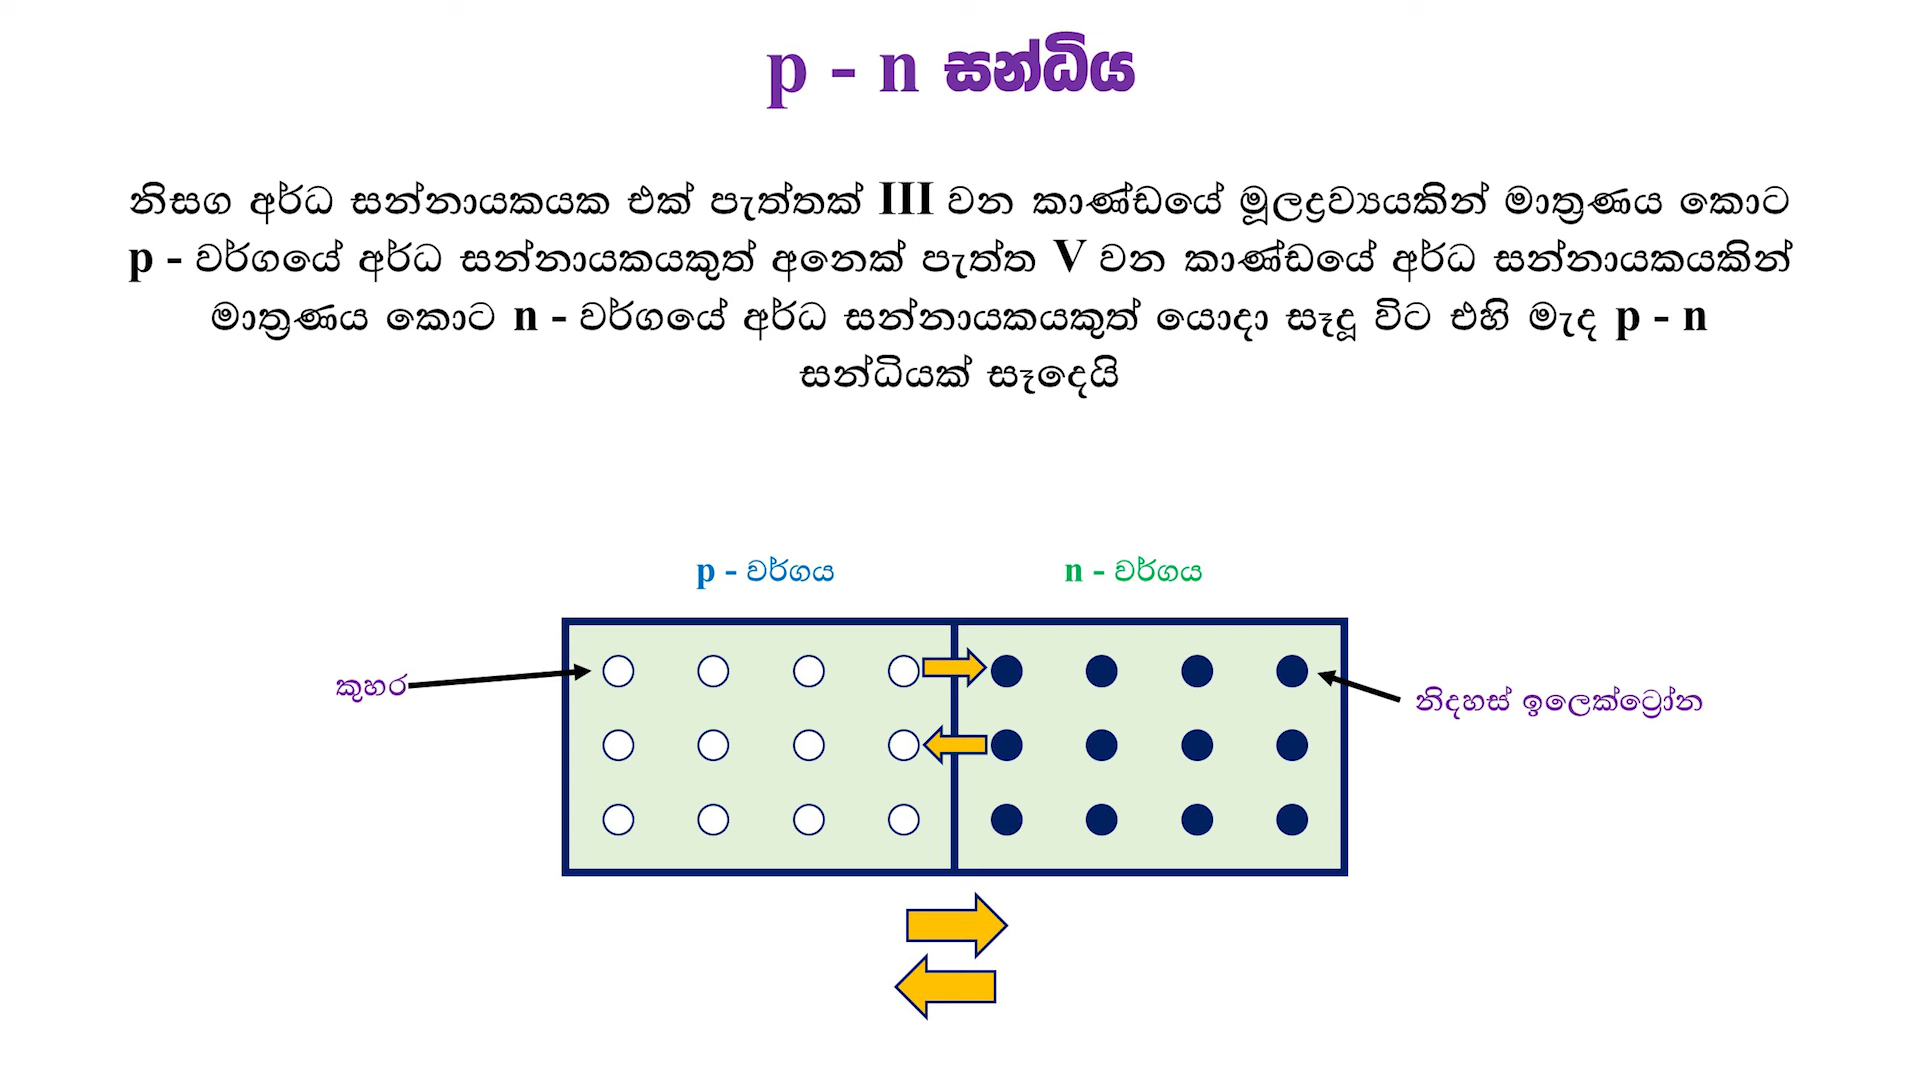 p - n සන්ධිය
නිසග අර්ධ සන්නායකයක එක් පැත්තක් III වන කාණ්ඩයේ මූලද්‍රව්‍යයකින් මාත්‍රණය කොට
p - වර්ගයේ අර්ධ සන්නායකයකුත් අනෙක් පැත්ත V වන කාණ්ඩයේ අර්ධ සන්නායකයකින්
මාත්‍රණය කොට n - වර්ගයේ අර්ධ සන්නායකයකුත් යොදා සෑදූ විට එහි මැද p - n
සන්ධියක් සෑදෙයි
p - වර්ගය
n - වර්ගය
කුහර
නිදහස් ඉලෙක්ට්‍රෝන